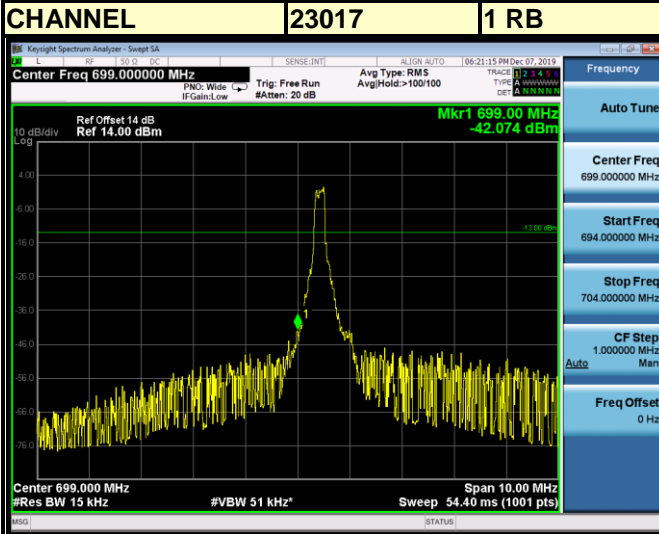 CHANNEL 23017 1 RB
Keysight Spectrum Analyzer - Swept SA
L RF 50 Ω DC SENSE:INT ALIGN AUTO 06:21:15 PM Dec 07, 2019
Center Freq 699.000000 MHz Avg Type: RMS TRACE 1 2 3 4 5 6
PNO: Wide Trig: Free Run Avg|Hold:>100/100 TYPE A WWWWW
IFGain:Low #Atten: 20 dB DET A N N N N N
Ref Offset 14 dB Mkr1 699.00 MHz
10 dB/div Ref 14.00 dBm -42.074 dBm
Log
4.00
-6.00
-13.00 dBm
-16.0
-26.0
-36.0
1
-46.0
-56.0
-66.0
-76.0
Center 699.000 MHz Span 10.00 MHz
#Res BW 15 kHz #VBW 51 kHz* Sweep 54.40 ms (1001 pts)
MSG STATUS
Frequency
Auto Tune
Center Freq
699.000000 MHz
Start Freq
694.000000 MHz
Stop Freq
704.000000 MHz
CF Step
1.000000 MHz
Auto Man
Freq Offset
0 Hz